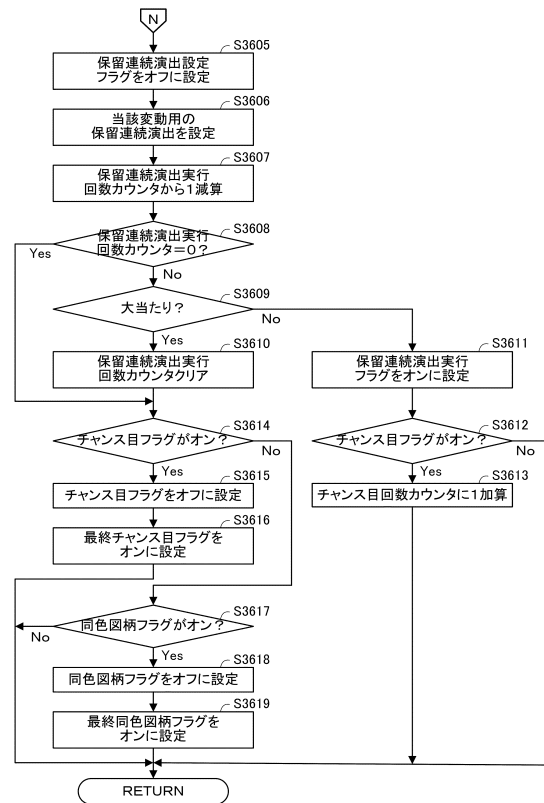 N
S3605
保留連続演出設定
フラグをオフに設定
S3606
当該変動用の
保留連続演出を設定
S3607
保留連続演出実行
回数カウンタから1減算
S3608
保留連続演出実行
回数カウンタ=0?
Yes
No
S3609
大当たり?
No
Yes
S3610
保留連続演出実行
回数カウンタクリア
S3611
保留連続演出実行
フラグをオンに設定
S3614
チャンス目フラグがオン?
No
Yes
S3612
チャンス目フラグがオン?
No
Yes
S3615
チャンス目フラグをオフに設定
S3613
チャンス目回数カウンタに1加算
S3616
最終チャンス目フラグを
オンに設定
S3617
同色図柄フラグがオン?
No
Yes
S3618
同色図柄フラグをオフに設定
S3619
最終同色図柄フラグを
オンに設定
RETURN